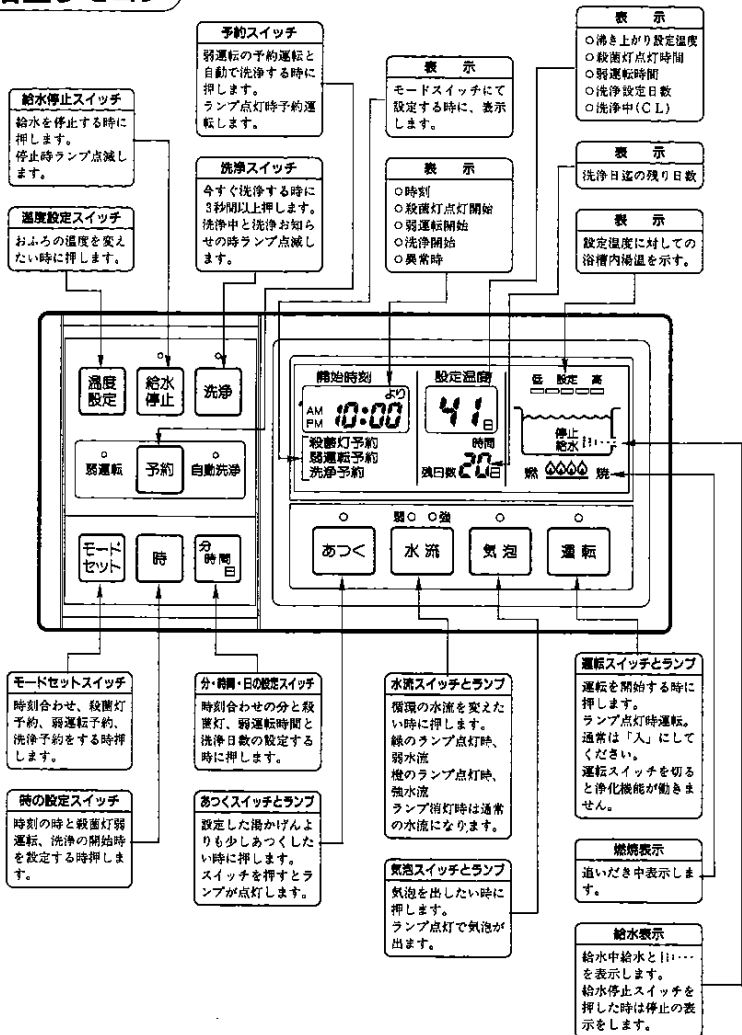 予約スイッチ
弱運転の予約運転と
自動で洗浄する時に
押します。
ランプ点灯時予約運
転します。
給水停止スイッチ
給水を停止する時に
押します。
停止時ランプ点滅し
ます。
洗浄スイッチ
今すぐ洗浄する時に
3秒間以上押します。
洗浄中と洗浄お知ら
せの時ランプ点滅し
ます。
温度設定スイッチ
おふろの温度を変え
たい時に押します。
表 示
モードスイッチにて
設定する時に、表示
します。
表 示
○時刻
○殺菌灯点灯開始
○弱運転開始
○洗浄開始
○異常時
表 示
○沸き上がり設定温度
○殺菌灯点灯時間
○弱運転時間
○洗浄設定日数
○洗浄中(CL)
表 示
洗浄日迄の残り日数
表 示
設定温度に対しての
浴槽内湯温を示す。
温度
設定
給水
停止
洗浄
弱運転
予約
自動洗浄
モード
セット
時
分
時間
日
開始時刻
より
AM
PM
10:00
殺菌灯予約
弱運転予約
洗浄予約
設定温度
41
日
時間
残日数20日
低 設定 高
停止
給水
燃 焼
弱○ ○強
あつく
水流
気泡
運転
モードセットスイッチ
時刻合わせ、殺菌灯
予約、弱運転予約、
洗浄予約をする時押
します。
時の設定スイッチ
時刻の時と殺菌灯弱
運転、洗浄の開始時
を設定する時押しま
す。
分・時間・日の設定スイッチ
時刻合わせの分と殺
菌灯、弱運転時間と
洗浄日数の設定する
時に押します。
あつくスイッチとランプ
設定した湯かげんよ
りも少しあつくした
い時に押します。
スイッチを押すとラ
ンプが点灯します。
水流スイッチとランプ
循環の水流を変えた
い時に押します。
緑のランプ点灯時、
弱水流
橙のランプ点灯時、
強水流
ランプ消灯時は通常
の水流になります。
気泡スイッチとランプ
気泡を出したい時に
押します。
ランプ点灯で気泡が
出ます。
運転スイッチとランプ
運転を開始する時に
押します。
ランプ点灯時運転。
通常は「入」にして
ください。
運転スイッチを切る
と浄化機能が働きま
せん。
燃焼表示
追いだき中表示しま
す。
給水表示
給水中給水と¦¦¦…
を表示します。
給水停止スイッチを
押した時は停止の表
示をします。